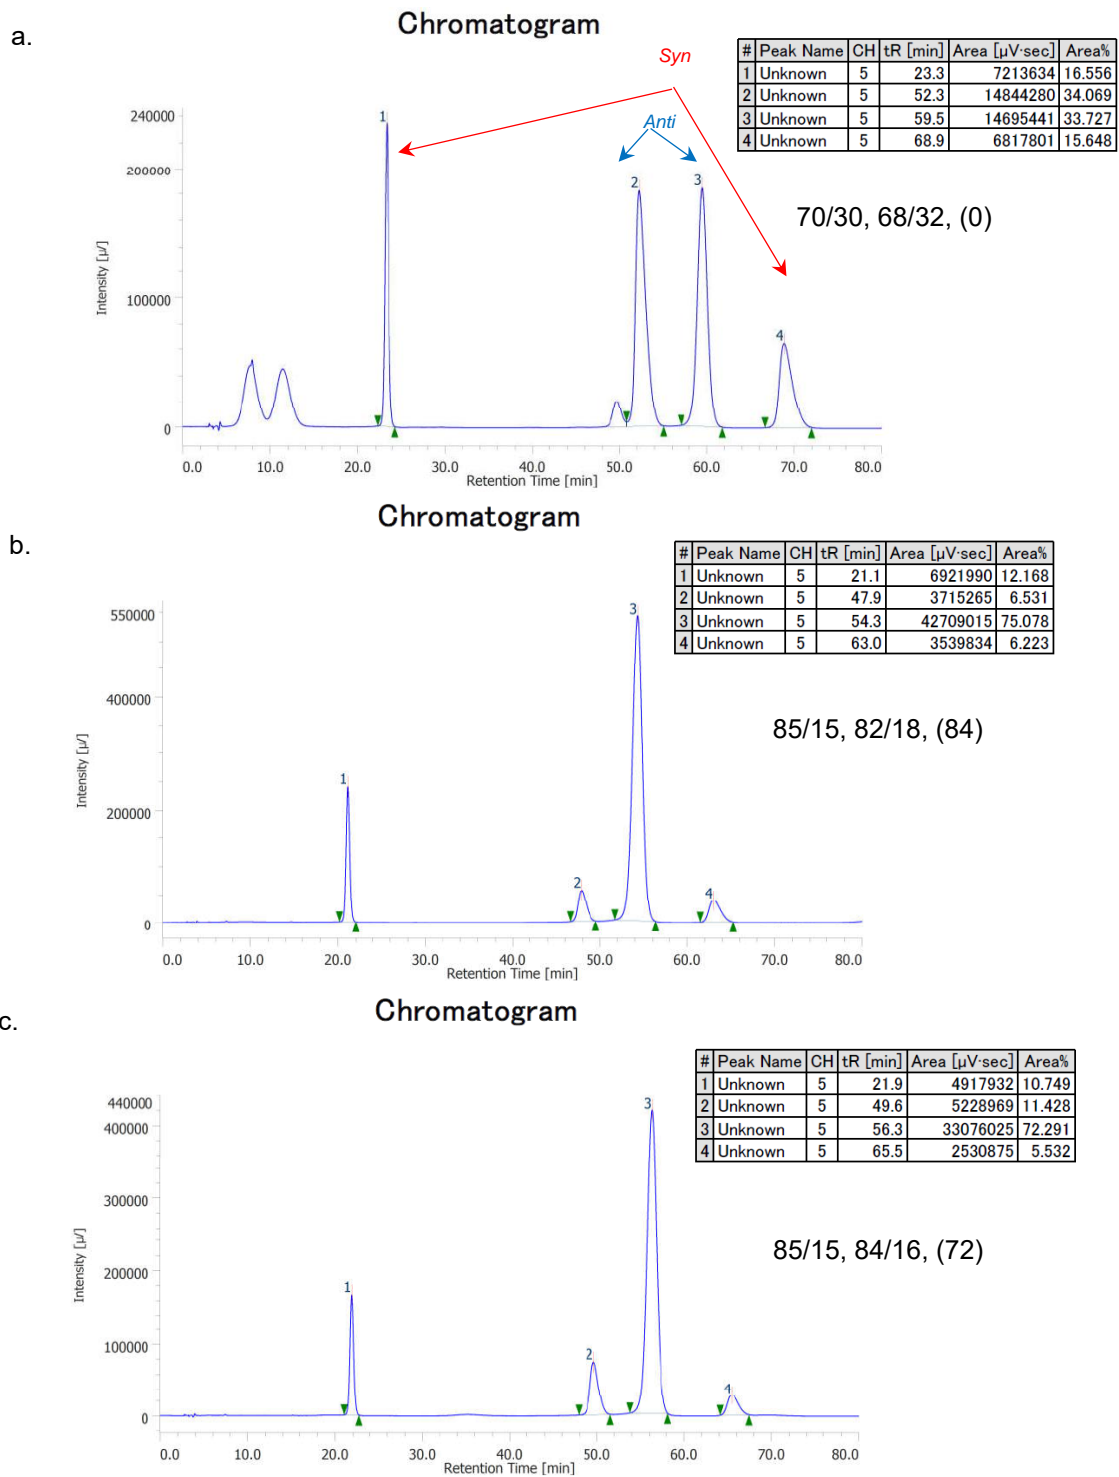 a.
Chromatogram
Syn
Anti
# Peak Name CH tR [min] Area [µV·sec] Area%
1 Unknown 5 23.3 7213634 16.556
2 Unknown 5 52.3 14844280 34.069
3 Unknown 5 59.5 14695441 33.727
4 Unknown 5 68.9 6817801 15.648
70/30, 68/32, (0)
240000
200000
100000
0
Intensity [µ/]
1
2
3
4
0.0 10.0 20.0 30.0 40.0 50.0 60.0 70.0 80.0
Retention Time [min]
b.
Chromatogram
# Peak Name CH tR [min] Area [µV·sec] Area%
1 Unknown 5 21.1 6921990 12.168
2 Unknown 5 47.9 3715265 6.531
3 Unknown 5 54.3 42709015 75.078
4 Unknown 5 63.0 3539834 6.223
85/15, 82/18, (84)
550000
400000
200000
0
Intensity [µ/]
1
2
3
4
0.0 10.0 20.0 30.0 40.0 50.0 60.0 70.0 80.0
Retention Time [min]
c.
Chromatogram
# Peak Name CH tR [min] Area [µV·sec] Area%
1 Unknown 5 21.9 4917932 10.749
2 Unknown 5 49.6 5228969 11.428
3 Unknown 5 56.3 33076025 72.291
4 Unknown 5 65.5 2530875 5.532
85/15, 84/16, (72)
440000
400000
300000
200000
100000
0
Intensity [µ/]
1
2
3
4
0.0 10.0 20.0 30.0 40.0 50.0 60.0 70.0 80.0
Retention Time [min]